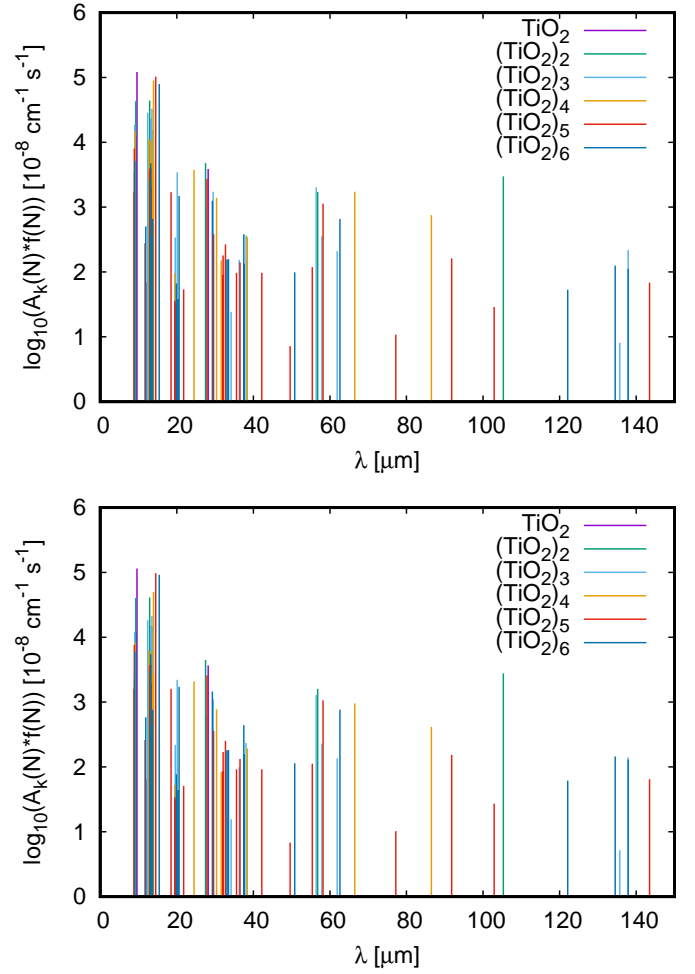 6
5
4
3
2
1
0
log₁₀(Aₖ(N)*f(N)) [10⁻⁸ cm⁻¹ s⁻¹]
TiO₂
(TiO₂)₂
(TiO₂)₃
(TiO₂)₄
(TiO₂)₅
(TiO₂)₆
0 20 40 60 80 100 120 140
λ [μm]
6
5
4
3
2
1
0
log₁₀(Aₖ(N)*f(N)) [10⁻⁸ cm⁻¹ s⁻¹]
TiO₂
(TiO₂)₂
(TiO₂)₃
(TiO₂)₄
(TiO₂)₅
(TiO₂)₆
0 20 40 60 80 100 120 140
λ [μm]